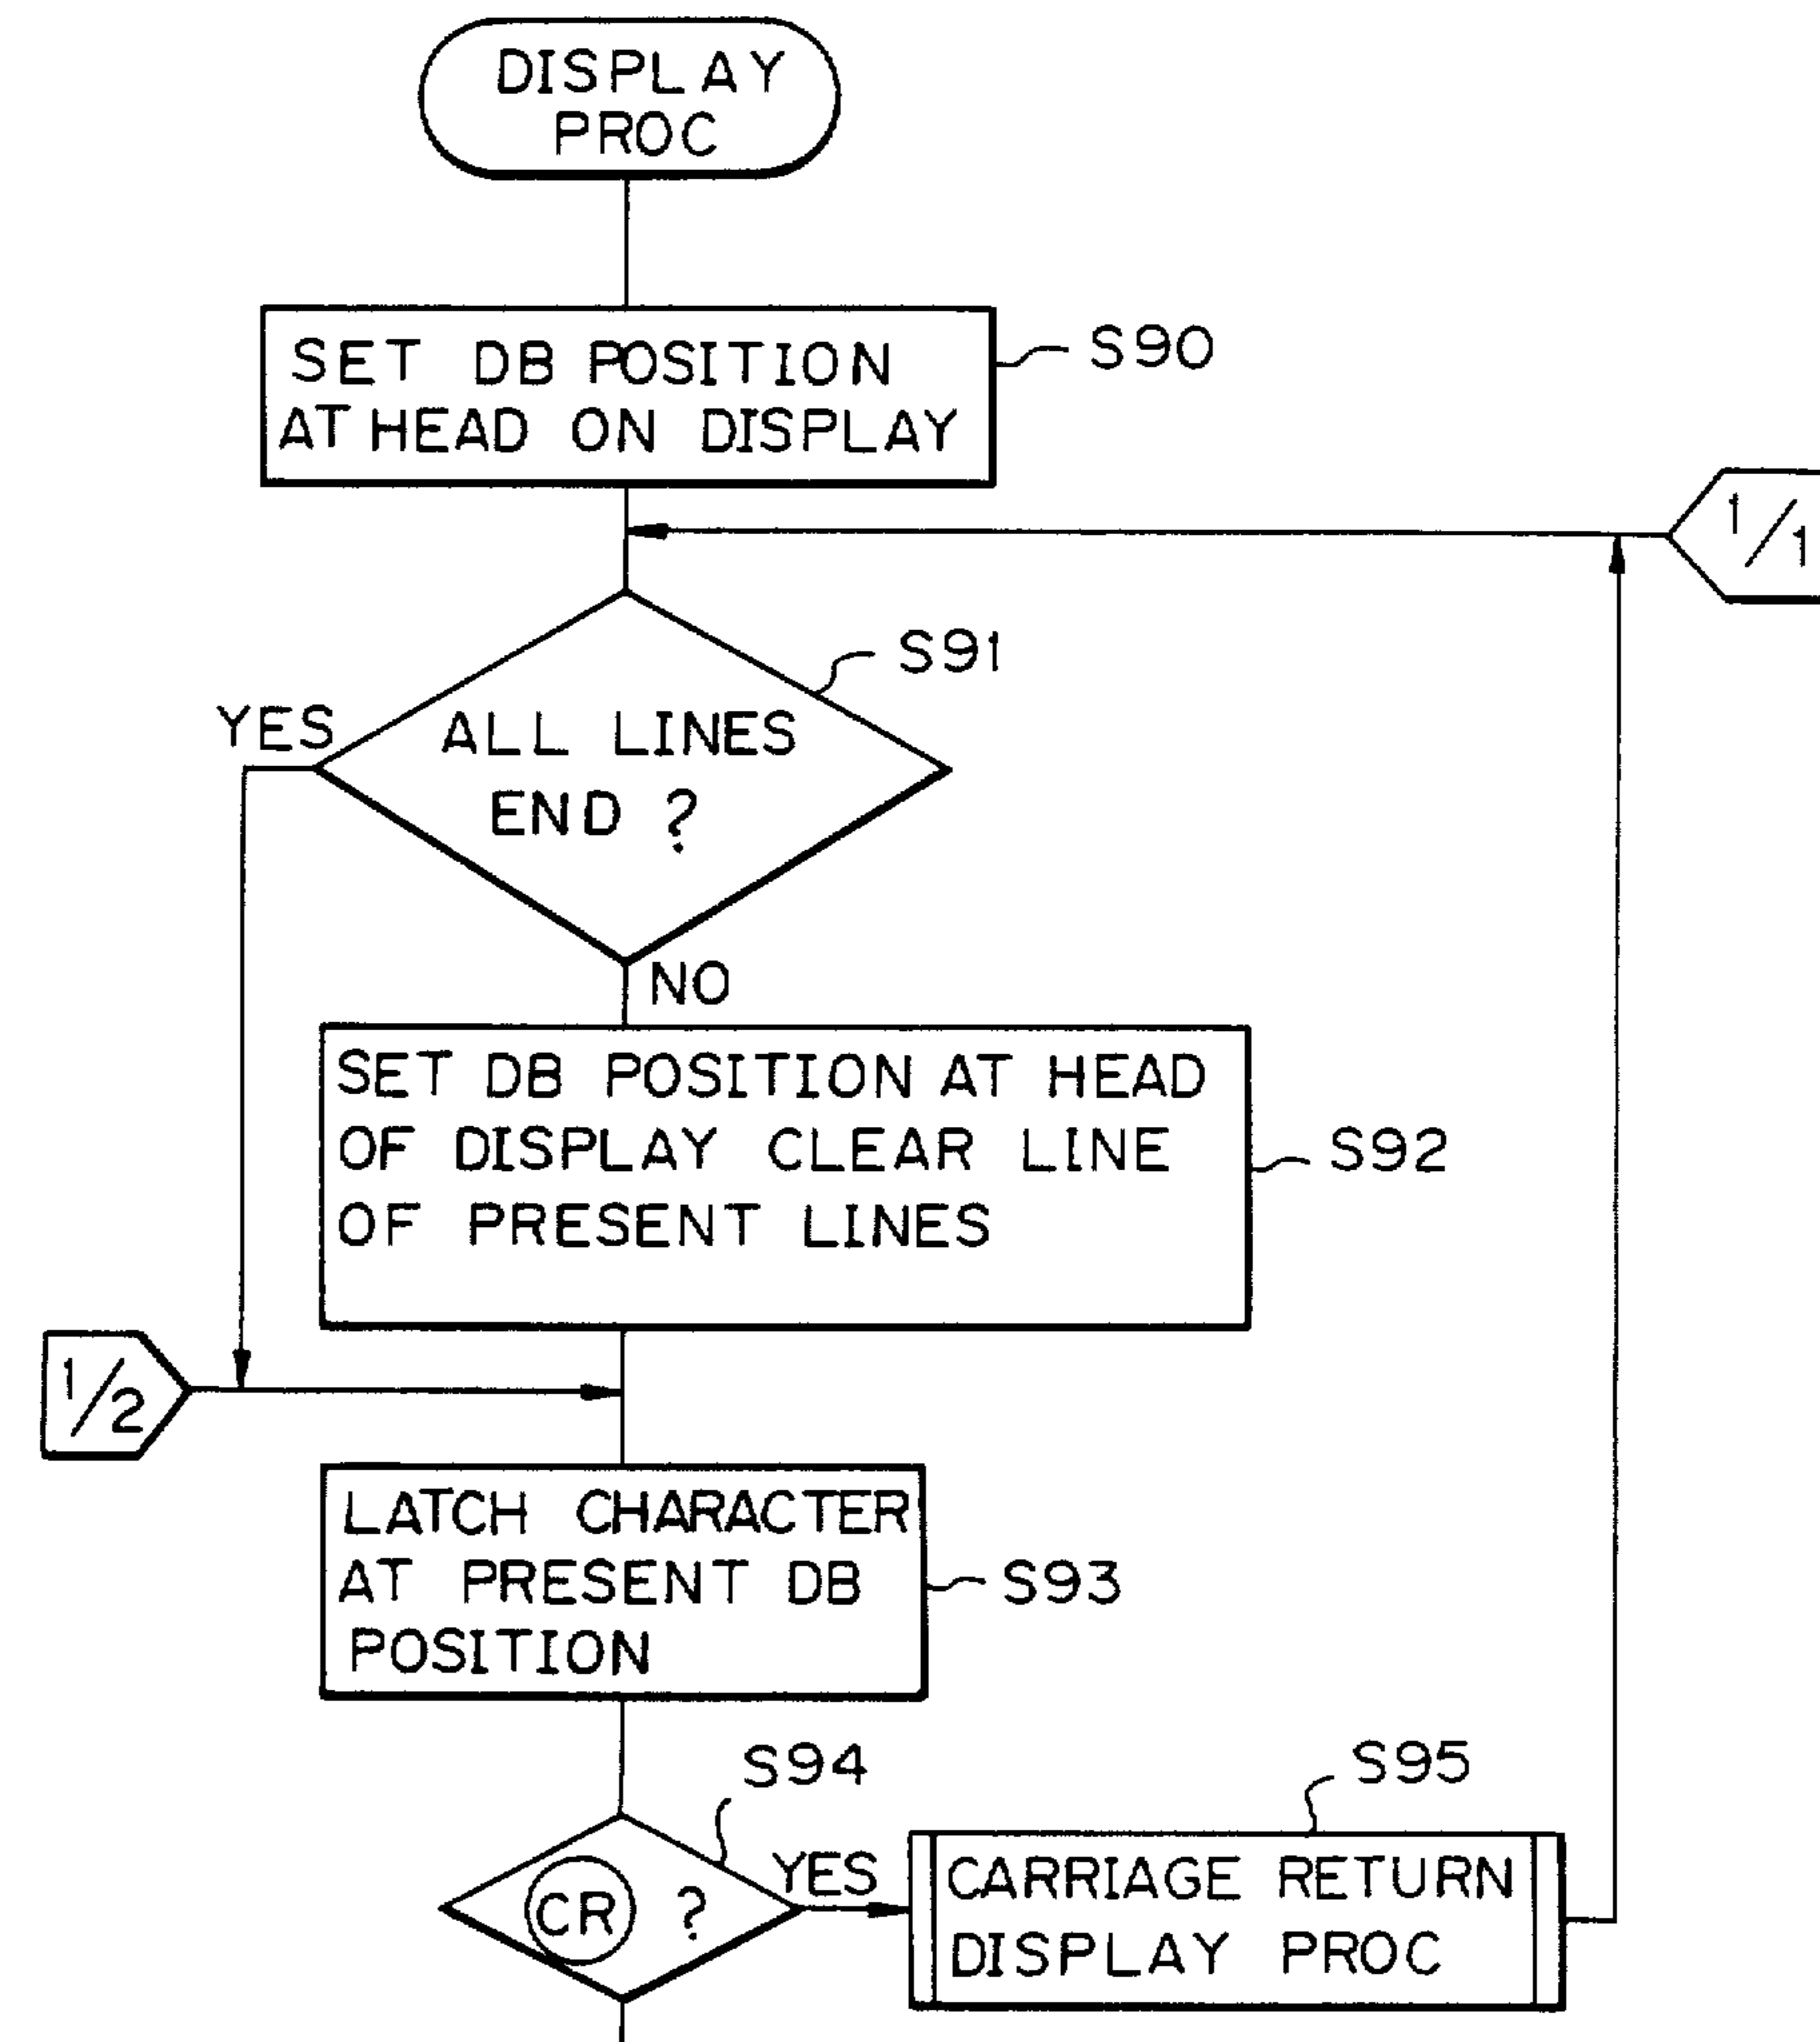 DISPLAY
PROC
SET DB POSITION
AT HEAD ON DISPLAY
S90
1/1
S91
YES
ALL LINES
END ?
NO
SET DB POSITION AT HEAD
OF DISPLAY CLEAR LINE
OF PRESENT LINES
S92
1/2
LATCH CHARACTER
AT PRESENT DB
POSITION
S93
S94
CR ?
YES
S95
CARRIAGE RETURN
DISPLAY PROC